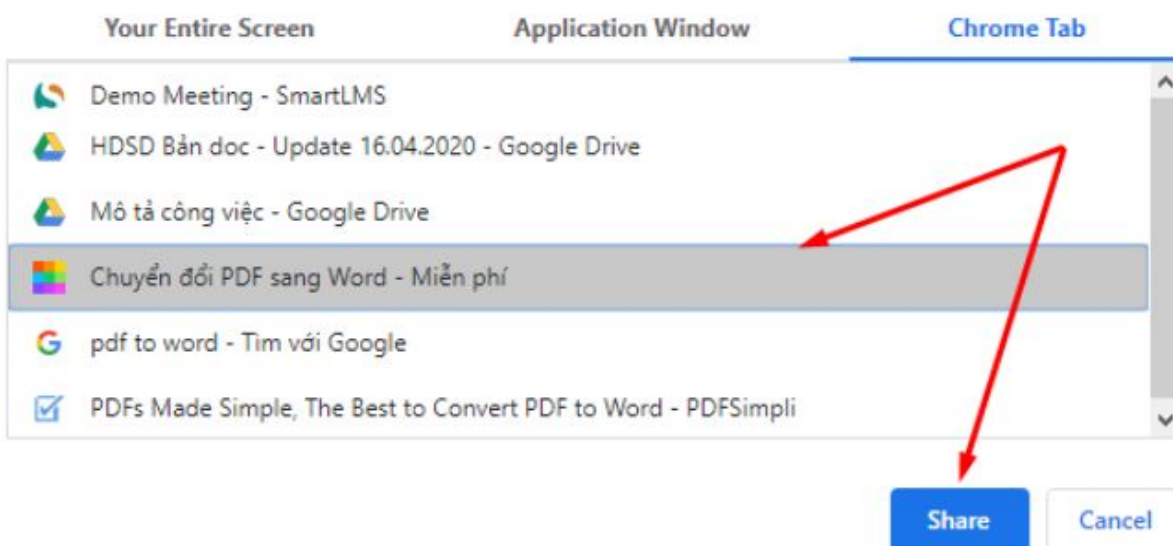 Your Entire Screen Application Window Chrome Tab
Demo Meeting - SmartLMS
HDSD Bản doc - Update 16.04.2020 - Google Drive
Mô tả công việc - Google Drive
Chuyển đổi PDF sang Word - Miễn phí
pdf to word - Tìm với Google
PDFs Made Simple, The Best to Convert PDF to Word - PDFSimpli
Share Cancel